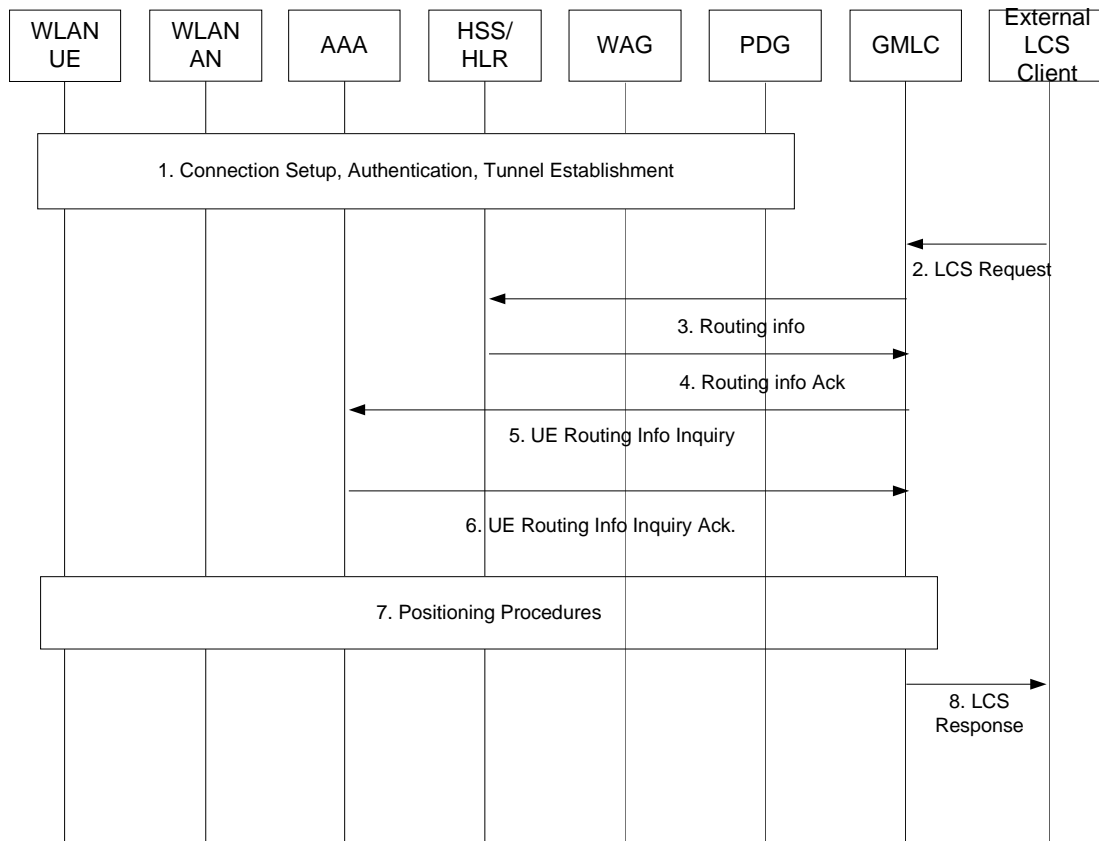 WLAN
UE
WLAN
AN
AAA
HSS/
HLR
WAG
PDG
GMLC
External
LCS
Client
1. Connection Setup, Authentication, Tunnel Establishment
2. LCS Request
3. Routing info
4. Routing info Ack
5. UE Routing Info Inquiry
6. UE Routing Info Inquiry Ack.
7. Positioning Procedures
8. LCS
Response